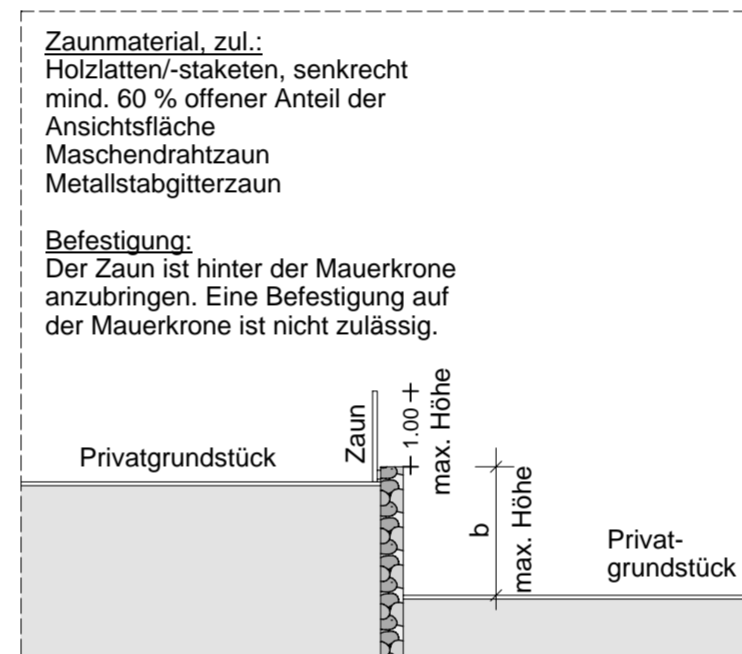 Zaunmaterial, zul.:
Holzlatten/-staketen, senkrecht
mind. 60 % offener Anteil der
Ansichtsfläche
Maschendrahtzaun
Metallstabgitterzaun
Befestigung:
Der Zaun ist hinter der Mauerkrone
anzubringen. Eine Befestigung auf
der Mauerkrone ist nicht zulässig.
Privatgrundstück
Zaun
1.00
max. Höhe
b
max. Höhe
Privat-
grundstück